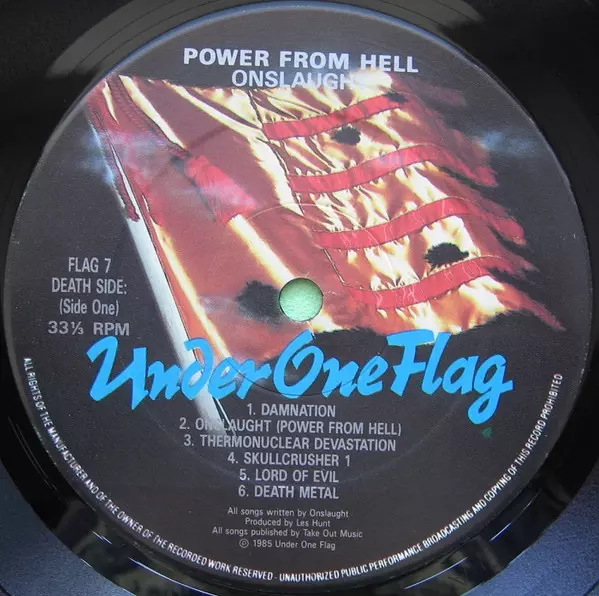 POWER FROM HELL
ONSLAUGHT
FLAG 7
DEATH SIDE:
(Side One)
33⅓ RPM
Under One Flag
1. DAMNATION
2. ONSLAUGHT (POWER FROM HELL)
3. THERMONUCLEAR DEVASTATION
4. SKULLCRUSHER 1
5. LORD OF EVIL
6. DEATH METAL
All songs written by Onslaught
Produced by Les Hunt
All songs published by Take Out Music
℗ 1985 Under One Flag
ALL RIGHTS OF THE MANUFACTURER AND OF THE OWNER OF THE RECORDED WORK RESERVED - UNAUTHORIZED PUBLIC PERFORMANCE BROADCASTING AND COPYING OF THIS RECORD PROHIBITED